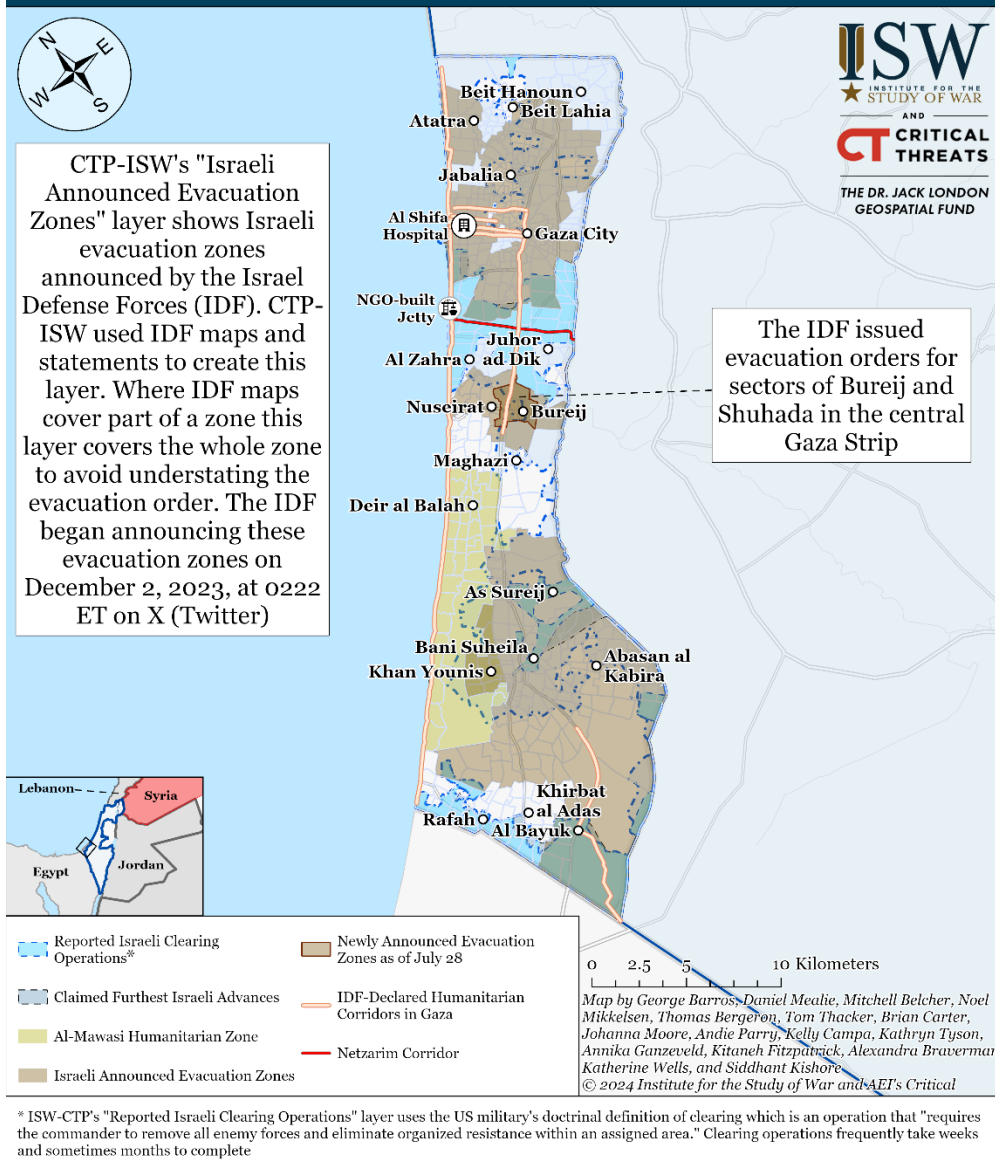 N
E
W
S
ISW
INSTITUTE FOR THE
STUDY OF WAR
AND
CT CRITICAL
THREATS
THE DR. JACK LONDON
GEOSPATIAL FUND
CTP-ISW's "Israeli
Announced Evacuation
Zones" layer shows Israeli
evacuation zones
announced by the Israel
Defense Forces (IDF). CTP-
ISW used IDF maps and
statements to create this
layer. Where IDF maps
cover part of a zone this
layer covers the whole zone
to avoid understating the
evacuation order. The IDF
began announcing these
evacuation zones on
December 2, 2023, at 0222
ET on X (Twitter)
Beit Hanoun
Beit Lahia
Atatra
Jabalia
Al Shifa
Hospital
Gaza City
NGO-built
Jetty
Juhor
ad Dik
Al Zahra
Nuseirat
Bureij
Maghazi
Deir al Balah
As Sureij
Bani Suheila
Khan Younis
Abasan al
Kabira
Khirbat
al Adas
Rafah
Al Bayuk
The IDF issued
evacuation orders for
sectors of Bureij and
Shuhada in the central
Gaza Strip
Lebanon
Syria
Egypt
Jordan
Reported Israeli Clearing
Operations*
Claimed Furthest Israeli Advances
Al-Mawasi Humanitarian Zone
Israeli Announced Evacuation Zones
Newly Announced Evacuation
Zones as of July 28
IDF-Declared Humanitarian
Corridors in Gaza
Netzarim Corridor
0 2.5 5 10 Kilometers
Map by George Barros, Daniel Mealie, Mitchell Belcher, Noel
Mikkelsen, Thomas Bergeron, Tom Thacker, Brian Carter,
Johanna Moore, Andie Parry, Kelly Campa, Kathryn Tyson,
Annika Ganzeveld, Kitaneh Fitzpatrick, Alexandra Braverman
Katherine Wells, and Siddhant Kishore
© 2024 Institute for the Study of War and AEI's Critical
* ISW-CTP's "Reported Israeli Clearing Operations" layer uses the US military's doctrinal definition of clearing which is an operation that "requires
the commander to remove all enemy forces and eliminate organized resistance within an assigned area." Clearing operations frequently take weeks
and sometimes months to complete